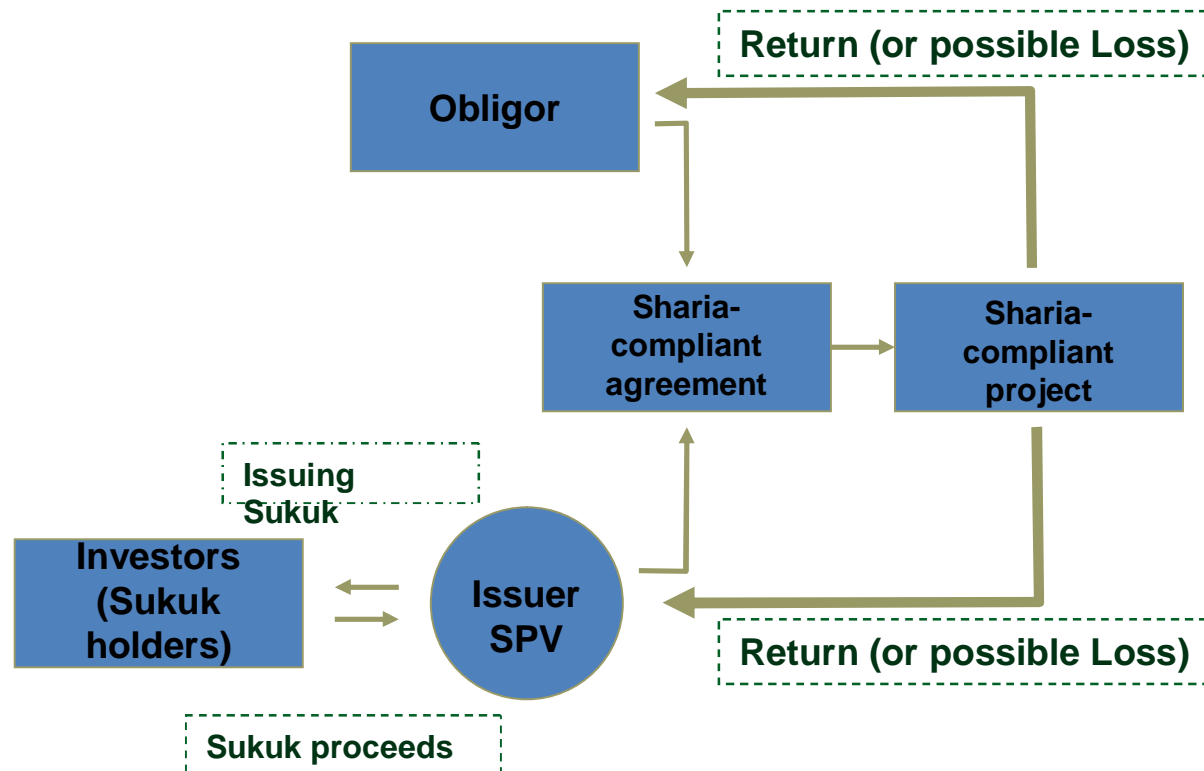 Return (or possible Loss)
Obligor
Sharia-
compliant
agreement
Sharia-
compliant
project
Issuing
Sukuk
Investors
(Sukuk
holders)
Issuer
SPV
Return (or possible Loss)
Sukuk proceeds